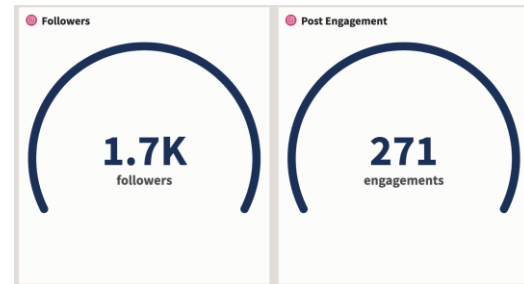 Followers
1.7K
followers
Post Engagement
271
engagements